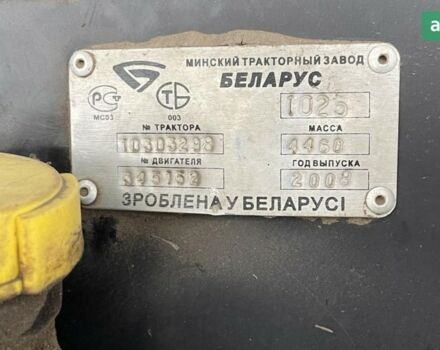 МИНСКИЙ ТРАКТОРНЫЙ ЗАВОД
БЕЛАРУС
1025
МС03
003
№ ТРАКТОРА
МАССА
10303298
4460
№ ДВИГАТЕЛЯ
ГОД ВЫПУСКА
345152
2008
ЗРОБЛЕНА У БЕЛАРУСІ